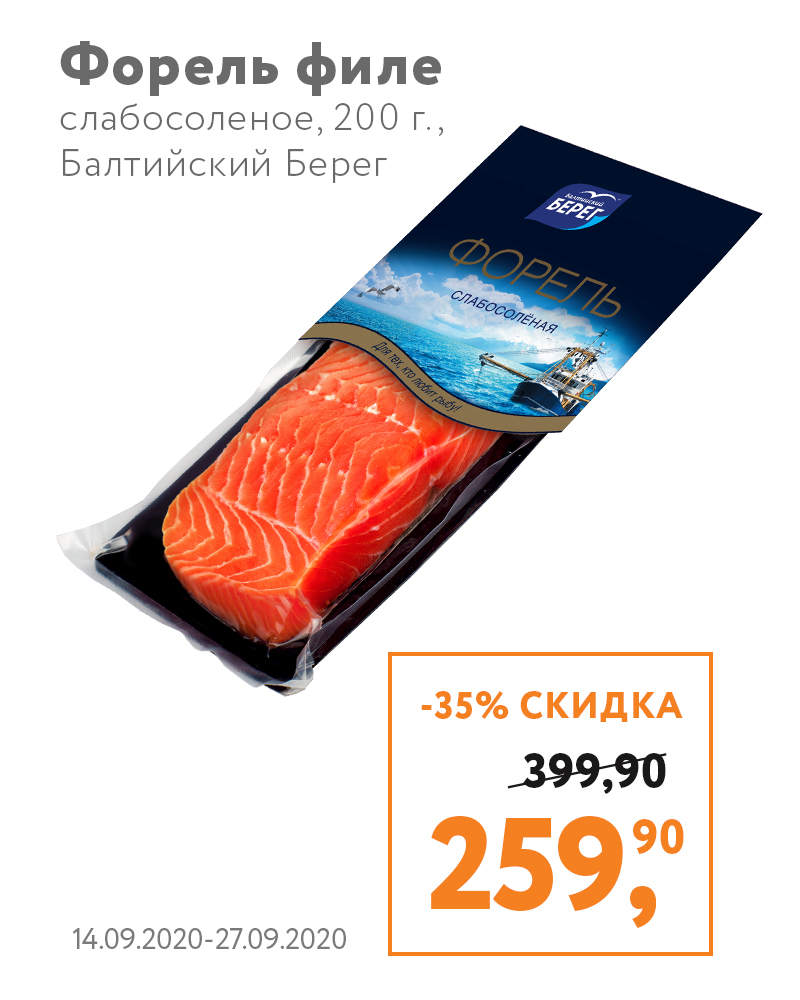 Форель филе
слабосоленое, 200 г.,
Балтийский Берег
Балтийский
БЕРЕГ
ФОРЕЛЬ
СЛАБОСОЛЁНАЯ
Для тех, кто любит рыбу!
-35% СКИДКА
399,90
259,90
14.09.2020-27.09.2020